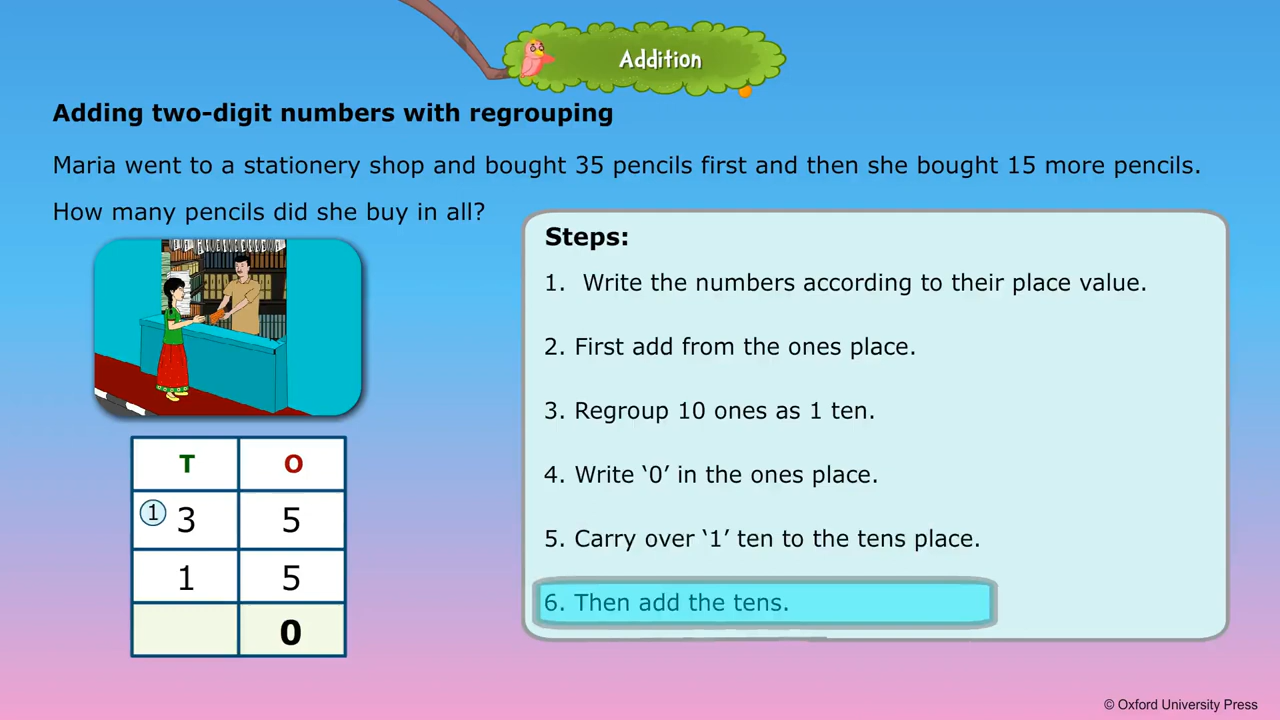 Addition
Adding two-digit numbers with regrouping
Maria went to a stationery shop and bought 35 pencils first and then she bought 15 more pencils.
How many pencils did she buy in all?
Steps:
1. Write the numbers according to their place value.
2. First add from the ones place.
3. Regroup 10 ones as 1 ten.
4. Write ‘0’ in the ones place.
5. Carry over ‘1’ ten to the tens place.
6. Then add the tens.
T O
1 3 5
1 5
0
© Oxford University Press